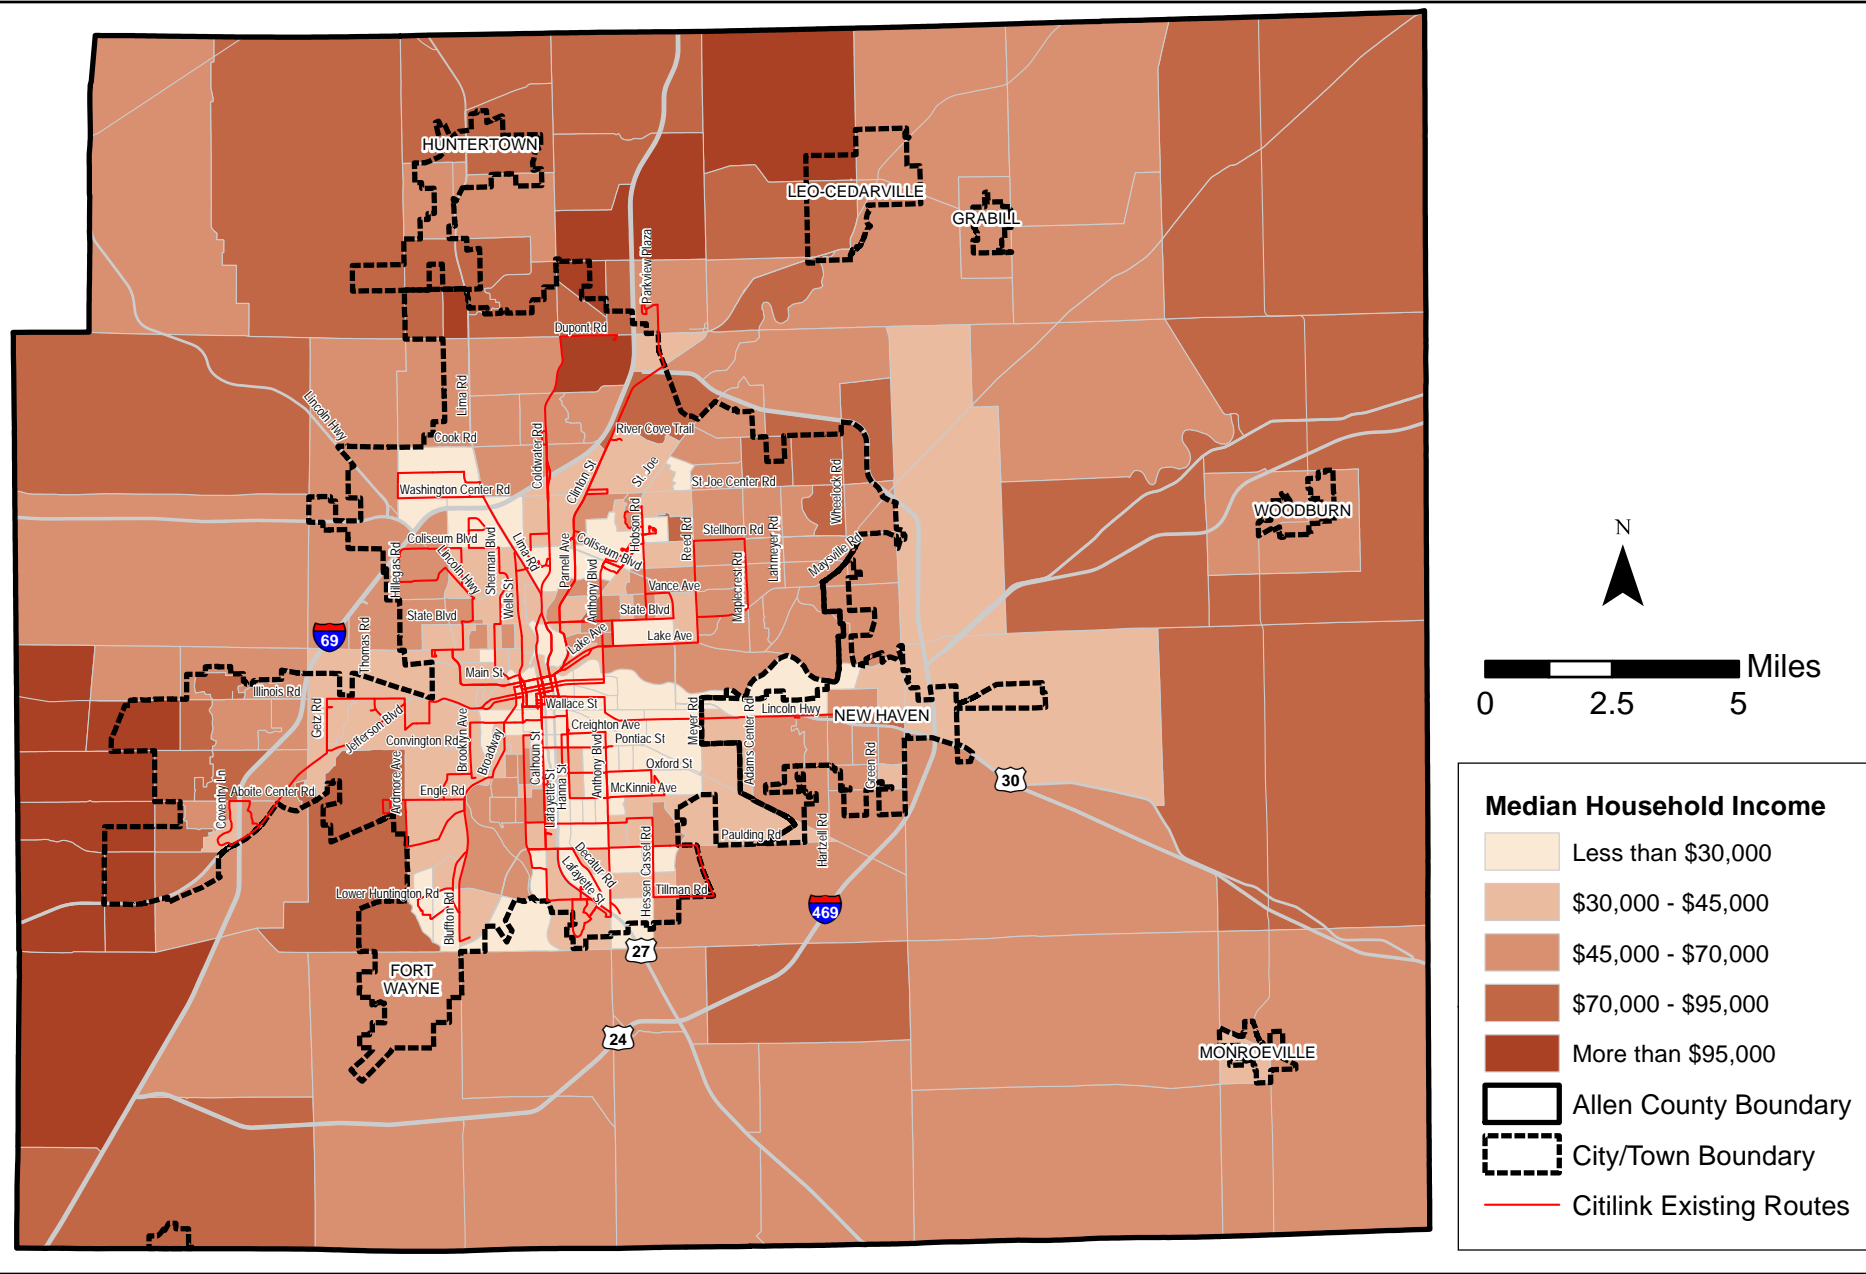 HUNTERTOWN
LEO-CEDARVILLE
GRABILL
Parkview Plaza
Dupont Rd
Lincoln Hwy
Lima Rd
Cook Rd
Coldwater Rd
River Cove Trail
Clinton St
St. Joe
Washington Center Rd
St Joe Center Rd
Wheelock Rd
WOODBURN
Hobson Rd
Reed Rd
Stellhorn Rd
Lahmeyer Rd
Maysville Rd
Coliseum Blvd
Hillegas Rd
Lincoln Hwy
Sherman Blvd
Lima Rd
Parnell Ave
Coliseum Blvd
Anthony Blvd
Wells St
Vance Ave
Maplecrest Rd
State Blvd
State Blvd
Lake Ave
Lake Ave
69
Thomas Rd
Main St
Illinois Rd
Getz Rd
Jefferson Blvd
Wallace St
Creighton Ave
Pontiac St
Meyer Rd
Lincoln Hwy
NEW HAVEN
Adams Center Rd
Green Rd
Convington Rd
Brooklyn Ave
Broadway
Calhoun St
Anthony Blvd
Oxford St
McKinnie Ave
30
Coventry Ln
Aboite Center Rd
Ardmore Ave
Engle Rd
Lafayette St
Hanna St
Paulding Rd
Hartzell Rd
Hessen Cassel Rd
Decatur Rd
Lafayette St
Tillman Rd
Lower Huntington Rd
Bluffton Rd
469
27
FORT
WAYNE
24
MONROEVILLE
N
Miles
0 2.5 5
Median Household Income
Less than $30,000
$30,000 - $45,000
$45,000 - $70,000
$70,000 - $95,000
More than $95,000
Allen County Boundary
City/Town Boundary
Citilink Existing Routes